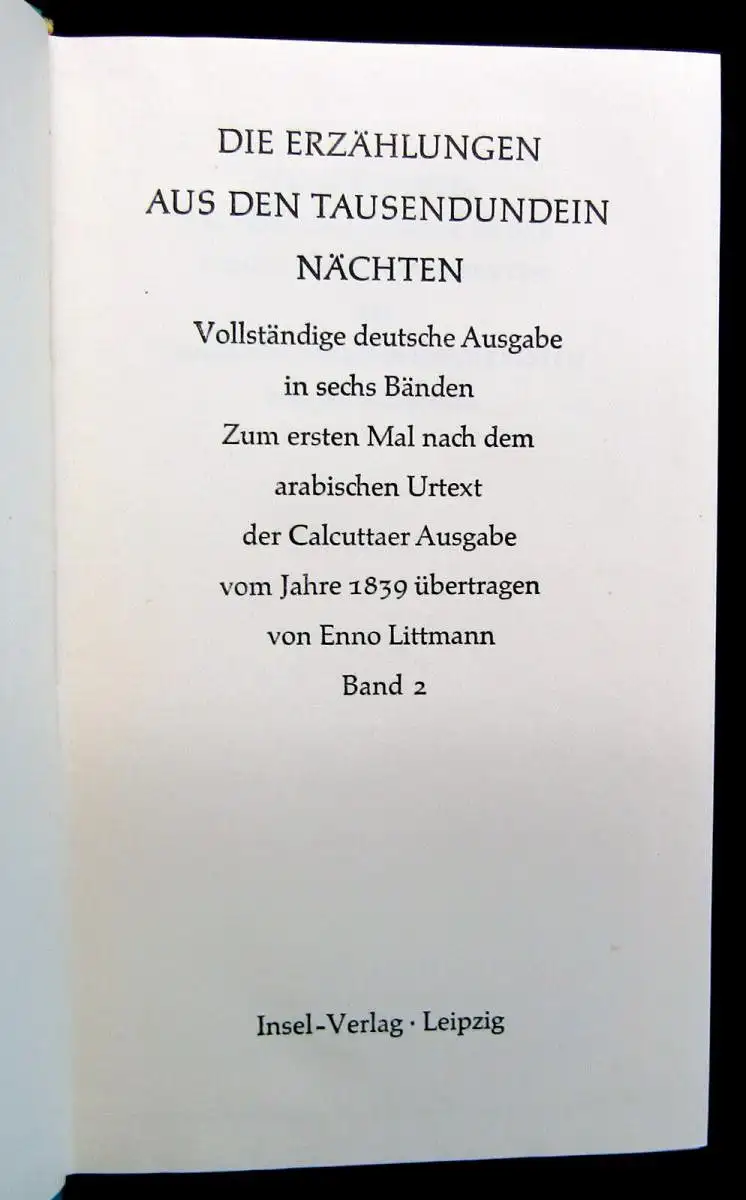 DIE ERZÄHLUNGEN
AUS DEN TAUSENDUNDEIN
NÄCHTEN
Vollständige deutsche Ausgabe
in sechs Bänden
Zum ersten Mal nach dem
arabischen Urtext
der Calcuttaer Ausgabe
vom Jahre 1839 übertragen
von Enno Littmann
Band 2
Insel-Verlag · Leipzig